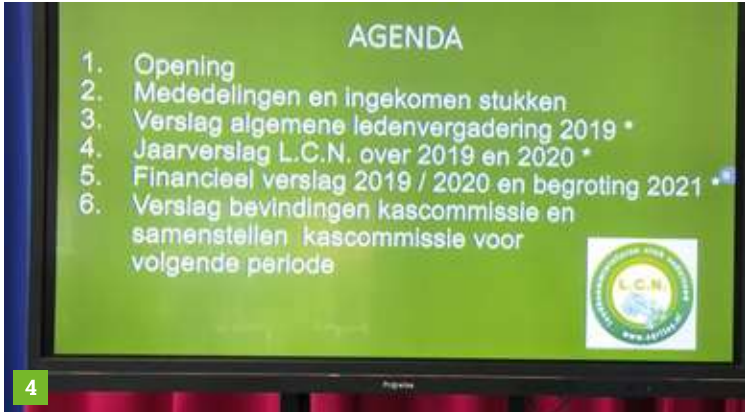 AGENDA
1. Opening
2. Mededelingen en ingekomen stukken
3. Verslag algemene ledenvergadering 2019 *
4. Jaarverslag L.C.N. over 2019 en 2020 *
5. Financieel verslag 2019 / 2020 en begroting 2021 *
6. Verslag bevindingen kascommissie en
samenstellen kascommissie voor
volgende periode
L.C.N.
4